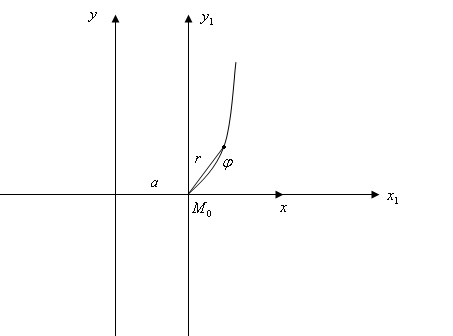 y
y₁
r
φ
a
M₀
x
x₁